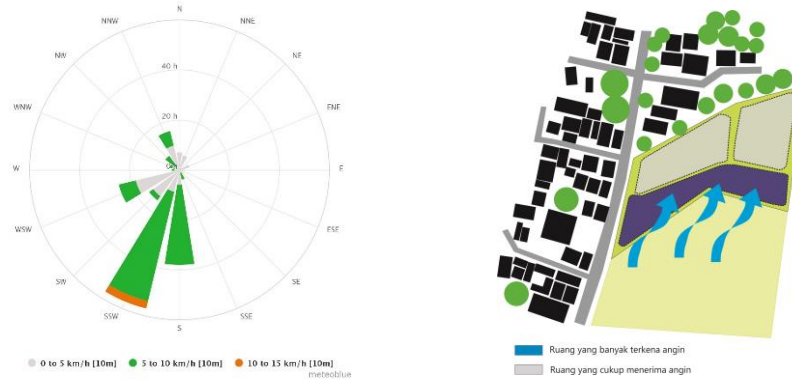 N
NNE
NE
ENE
E
ESE
SE
SSE
S
SSW
SW
WSW
W
WNW
NW
NNW
40 h
20 h
0 h
0 to 5 km/h [10m]
5 to 10 km/h [10m]
10 to 15 km/h [10m]
meteoblue
Ruang yang banyak terkena angin
Ruang yang cukup menerima angin